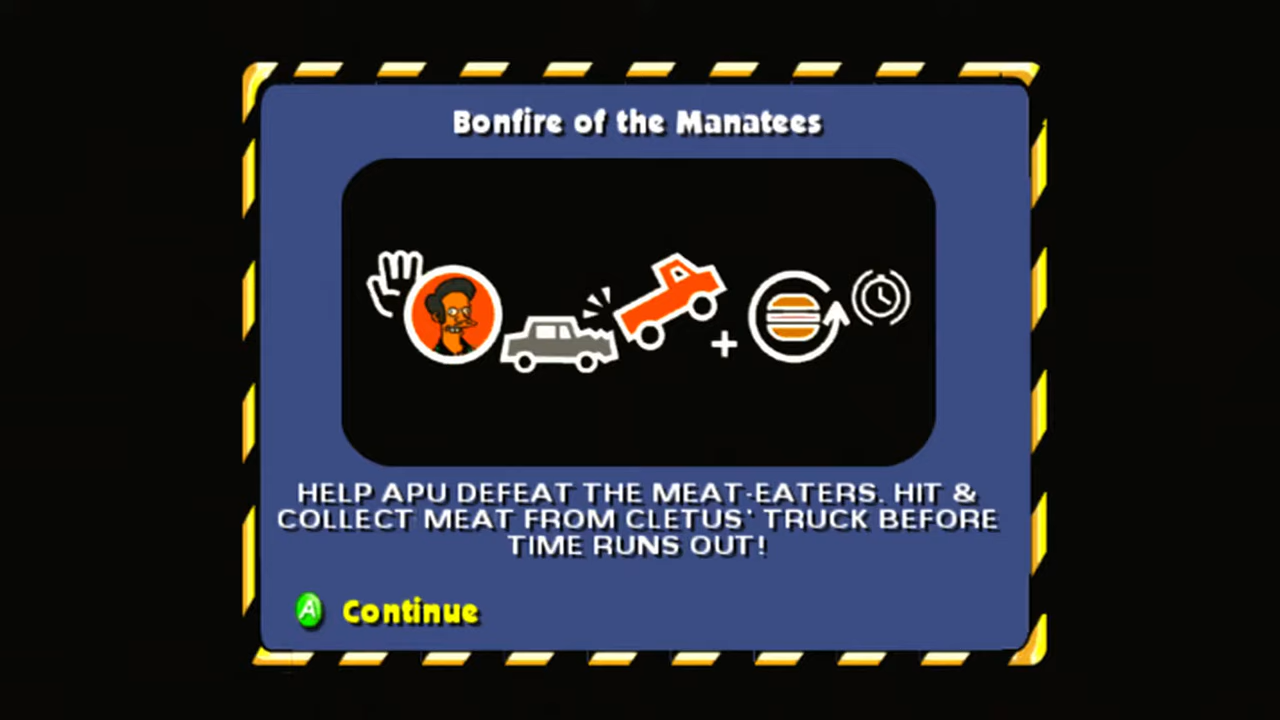 Bonfire of the Manatees
HELP APU DEFEAT THE MEAT-EATERS. HIT &
COLLECT MEAT FROM CLETUS' TRUCK BEFORE
TIME RUNS OUT!
A Continue